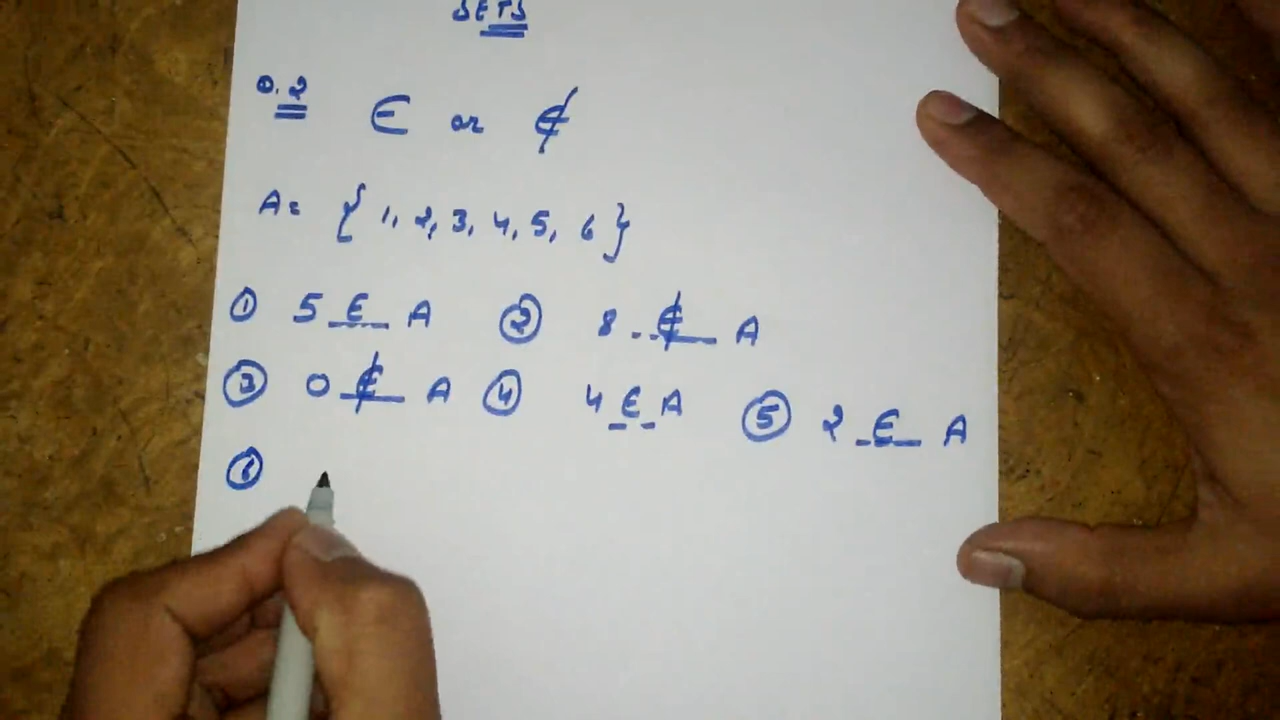 SETS
Q.2 ∈ or ∉
A = { 1, 2, 3, 4, 5, 6 }
① 5 ∈ A ② 8 ∉ A
③ 0 ∉ A ④ 4 ∈ A ⑤ 2 ∈ A
⑥